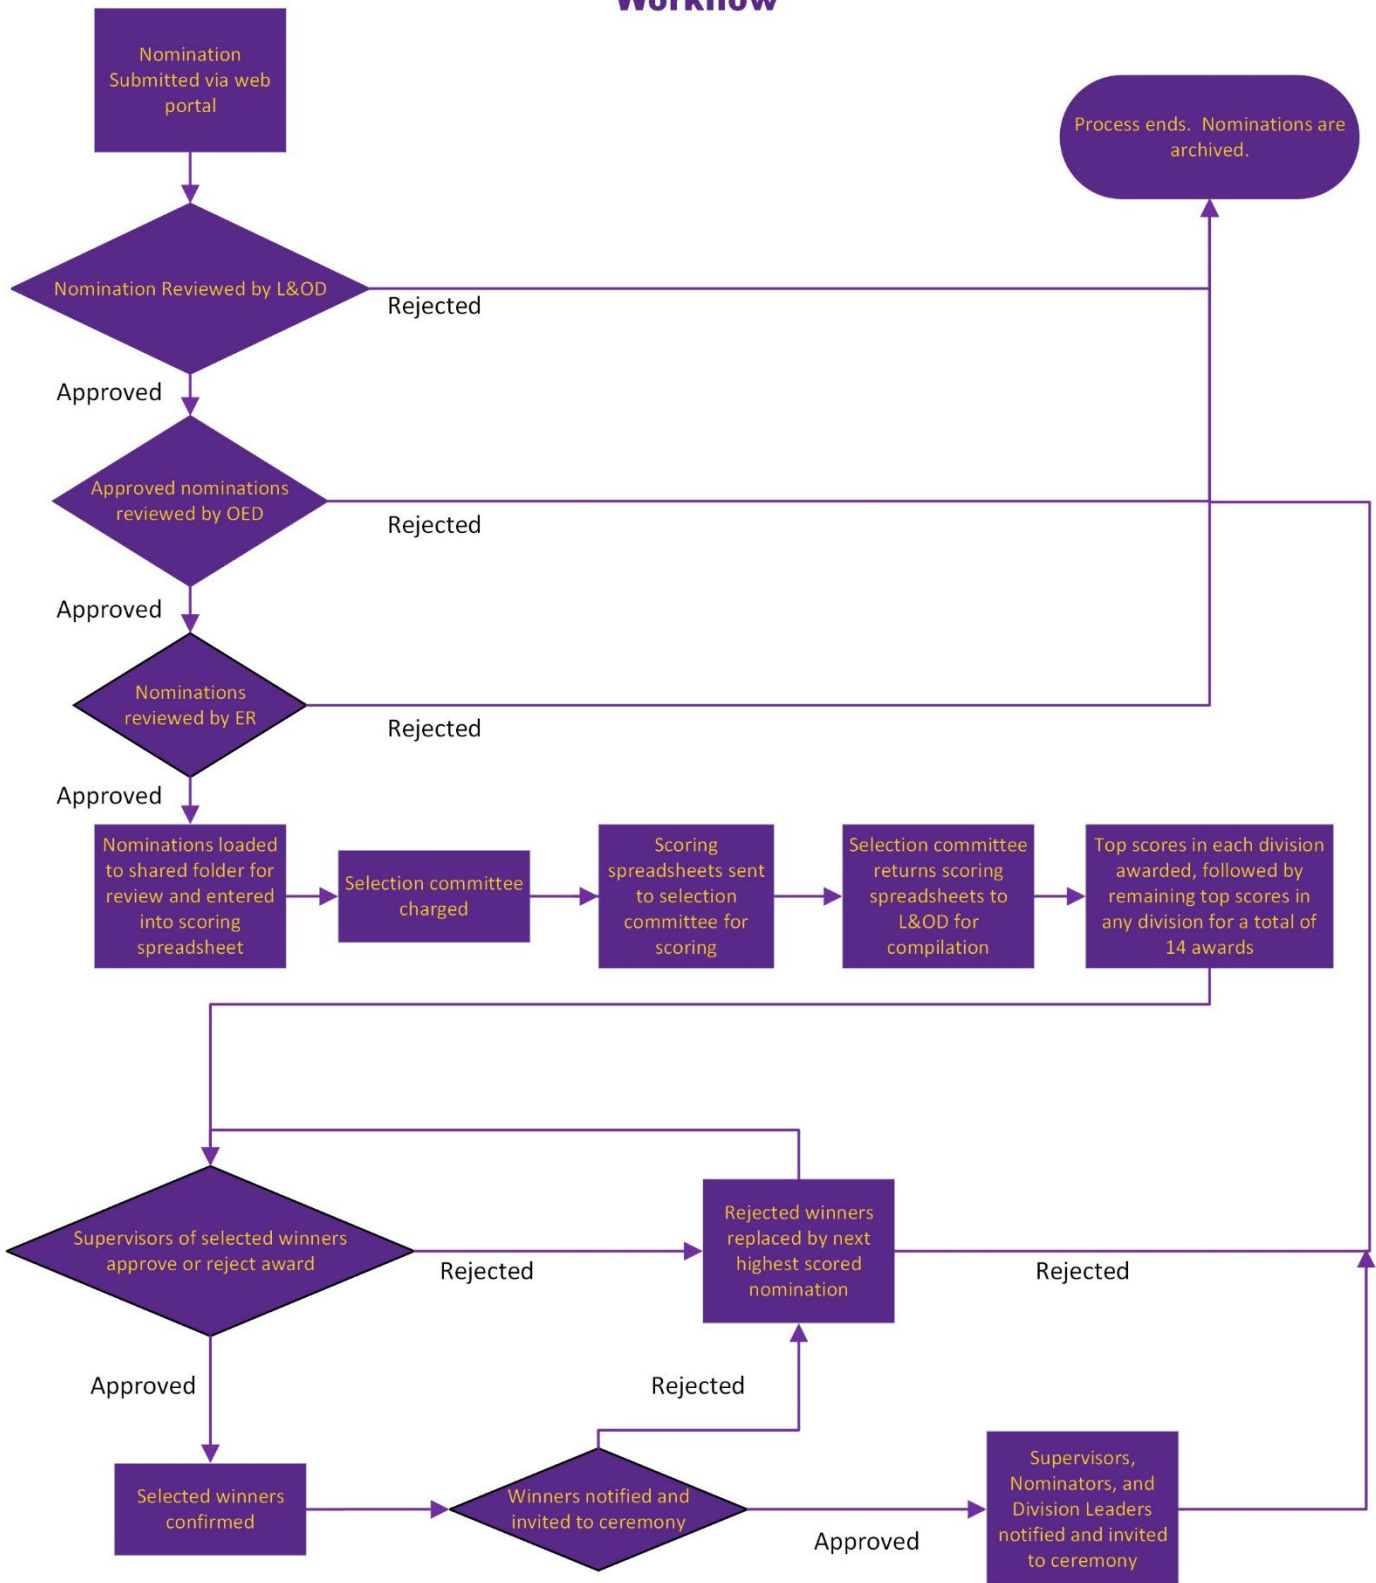 Workflow
Nomination
Submitted via web
portal
Process ends.  Nominations are
archived.
Nomination Reviewed by L&OD
Rejected
Approved
Approved nominations
reviewed by OED
Rejected
Approved
Nominations
reviewed by ER
Rejected
Approved
Nominations loaded
to shared folder for
review and entered
into scoring
spreadsheet
Selection committee
charged
Scoring
spreadsheets sent
to selection
committee for
scoring
Selection committee
returns scoring
spreadsheets to
L&OD for
compilation
Top scores in each division
awarded, followed by
remaining top scores in
any division for a total of
14 awards
Supervisors of selected winners
approve or reject award
Rejected
Rejected winners
replaced by next
highest scored
nomination
Rejected
Approved
Rejected
Selected winners
confirmed
Winners notified and
invited to ceremony
Approved
Supervisors,
Nominators, and
Division Leaders
notified and invited
to ceremony